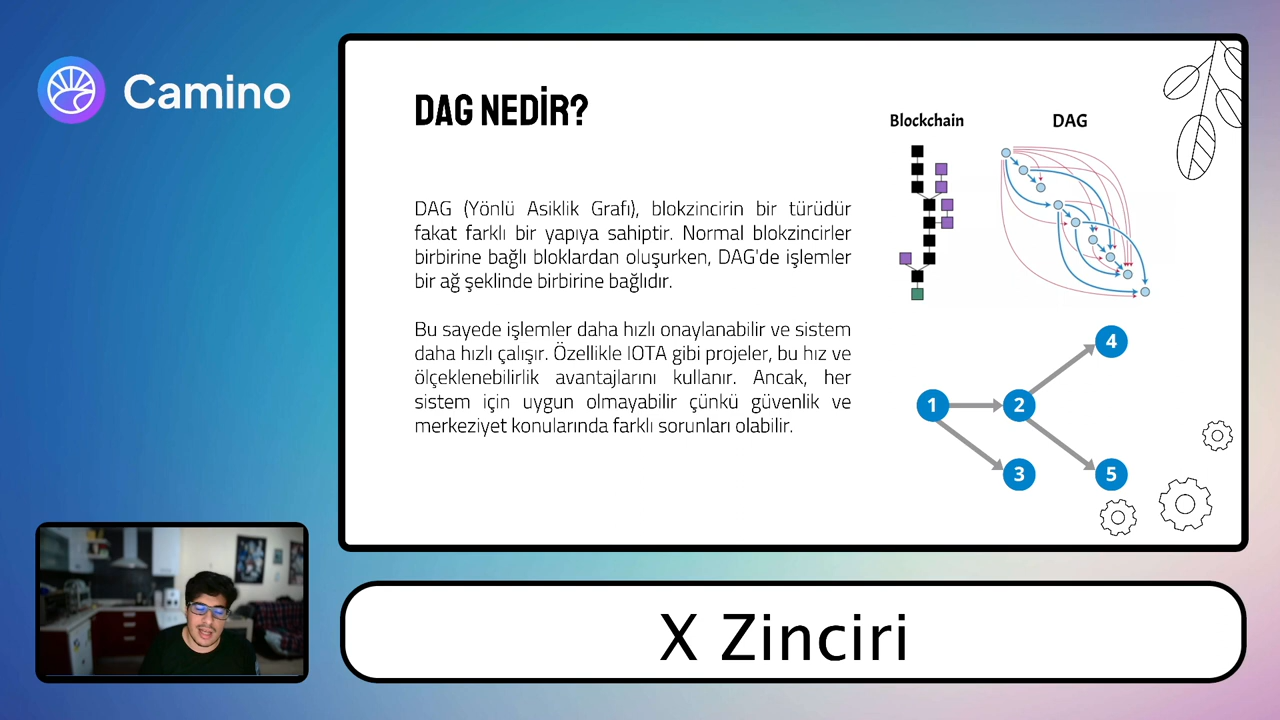 Camino
DAG NEDİR?
DAG (Yönlü Asiklik Grafı), blokzincirin bir türüdür
fakat farklı bir yapıya sahiptir. Normal blokzincirler
birbirine bağlı bloklardan oluşurken, DAG'de işlemler
bir ağ şeklinde birbirine bağlıdır.
Bu sayede işlemler daha hızlı onaylanabilir ve sistem
daha hızlı çalışır. Özellikle IOTA gibi projeler, bu hız ve
ölçeklenebilirlik avantajlarını kullanır. Ancak, her
sistem için uygun olmayabilir çünkü güvenlik ve
merkeziyet konularında farklı sorunları olabilir.
Blockchain
DAG
4
1
2
3
5
X Zinciri